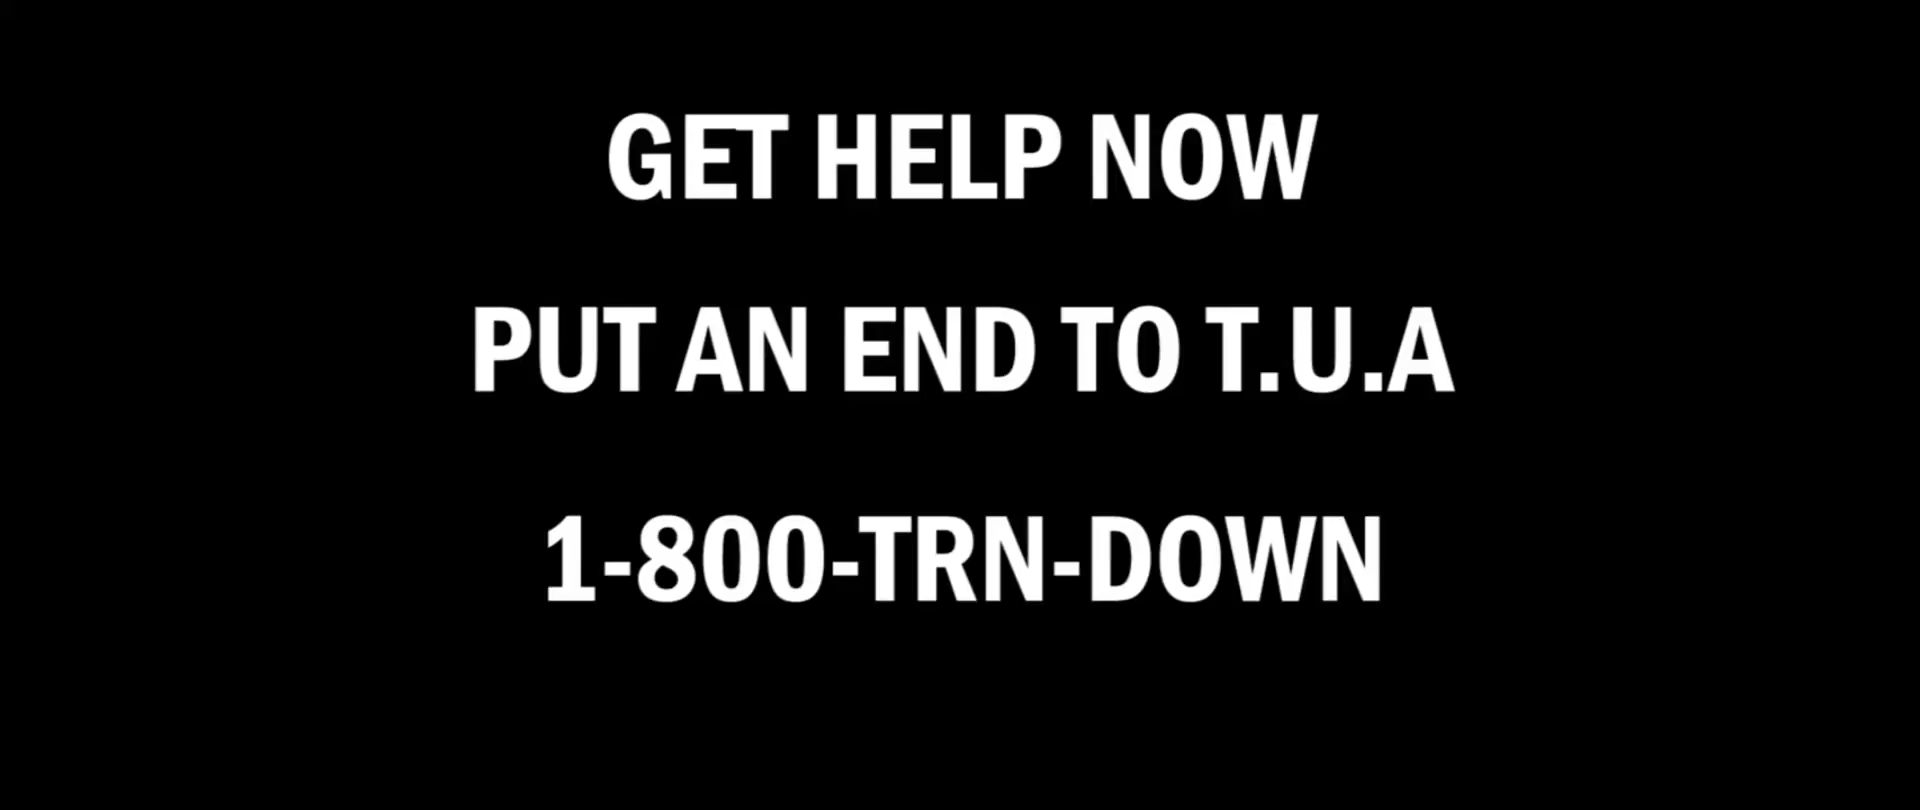 GET HELP NOW
PUT AN END TO T.U.A
1-800-TRN-DOWN